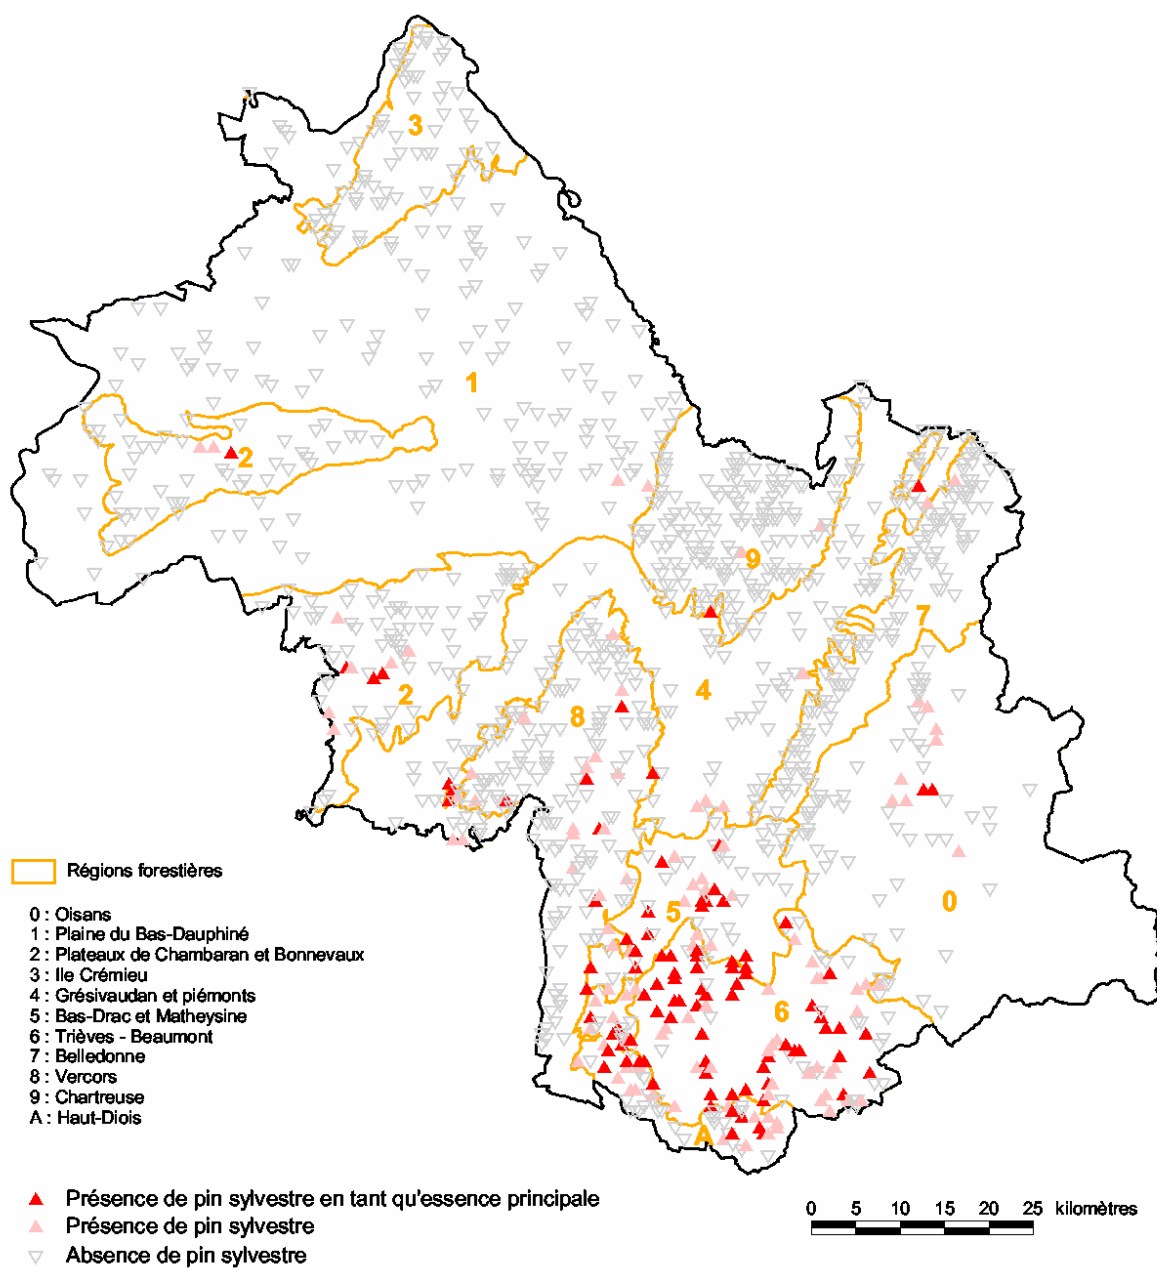 3
1
2
9
7
4
2
8
0
5
6
A
Régions forestières
0 : Oisans
1 : Plaine du Bas-Dauphiné
2 : Plateaux de Chambaran et Bonnevaux
3 : Ile Crémieu
4 : Grésivaudan et piémonts
5 : Bas-Drac et Matheysine
6 : Trièves - Beaumont
7 : Belledonne
8 : Vercors
9 : Chartreuse
A : Haut-Diois
Présence de pin sylvestre en tant qu'essence principale
Présence de pin sylvestre
Absence de pin sylvestre
0 5 10 15 20 25 kilomètres